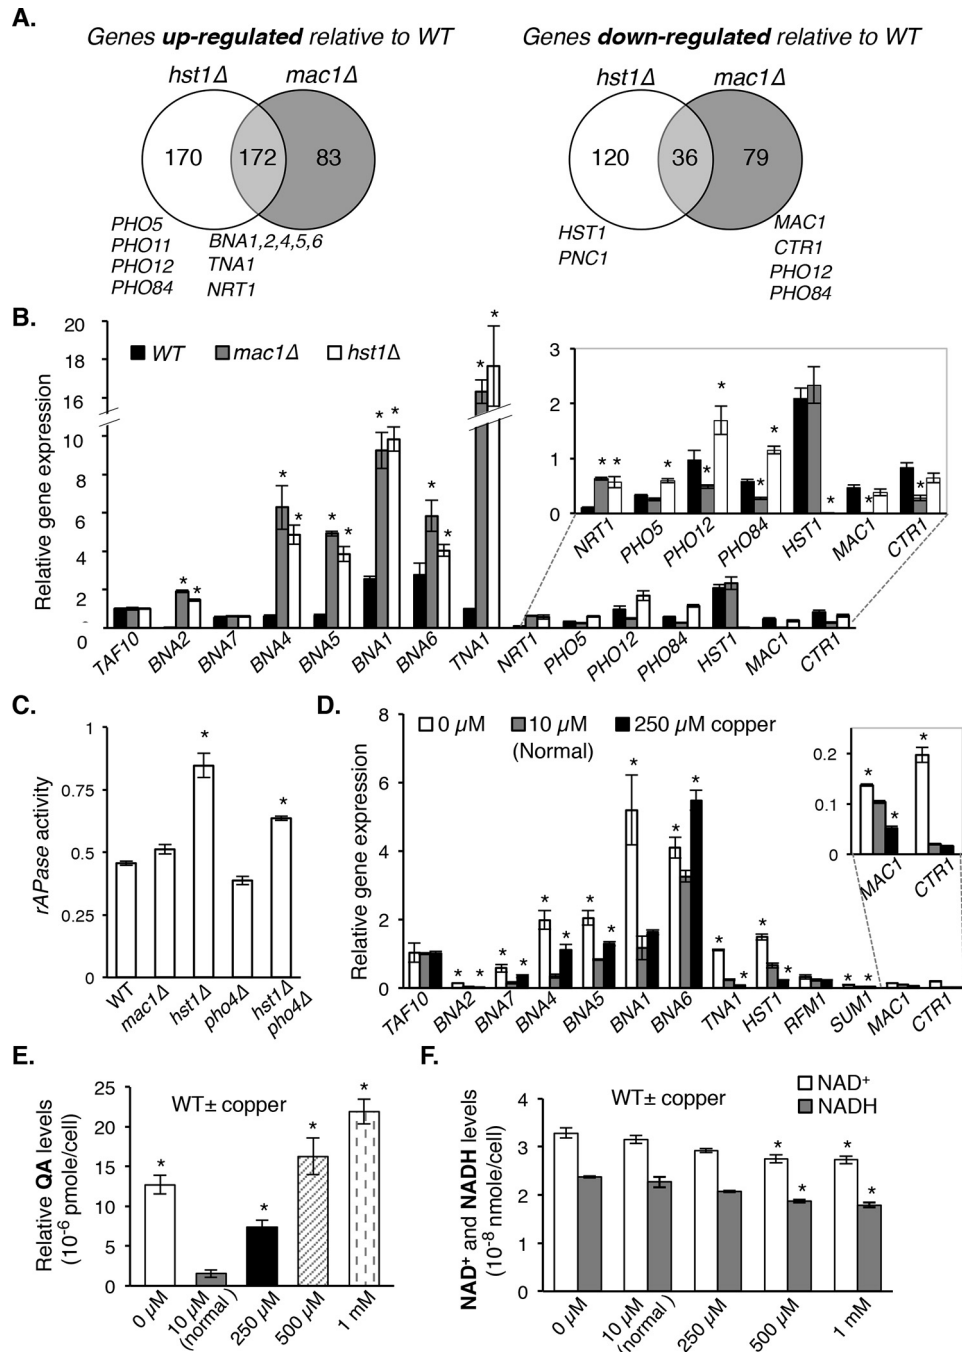 A.
Genes up-regulated relative to WT
Genes down-regulated relative to WT
hst1Δ mac1Δ
hst1Δ mac1Δ
170 172 83
120 36 79
PHO5
PHO11
PHO12
PHO84
BNA1,2,4,5,6
TNA1
NRT1
HST1
PNC1
MAC1
CTR1
PHO12
PHO84
B.
Relative gene expression
20
18
16
10
8
6
4
2
0
WT mac1Δ hst1Δ
* * * * * * * * * * * *
TAF10 BNA2 BNA7 BNA4 BNA5 BNA1 BNA6 TNA1 NRT1 PHO5 PHO12 PHO84 HST1 MAC1 CTR1
3
2
1
0
* * * * * * * * * *
NRT1 PHO5 PHO12 PHO84 HST1 MAC1 CTR1
C.
rAPase activity
1
0.75
0.5
0.25
0
* *
WT mac1Δ hst1Δ pho4Δ hst1Δ pho4Δ
D.
Relative gene expression
8
6
4
2
0
0 µM 10 µM 250 µM copper
(Normal)
* * * * * * * * * * * * * * * * * *
TAF10 BNA2 BNA7 BNA4 BNA5 BNA1 BNA6 TNA1 HST1 RFM1 SUM1 MAC1 CTR1
0.2
0.1
0
* * *
MAC1 CTR1
E.
Relative QA levels
(10-6 pmole/cell)
25
20
15
10
5
0
WT± copper
* * * *
0 µM 10 µM (normal) 250 µM 500 µM 1 mM
F.
NAD+ and NADH levels
(10-8 nmole/cell)
4
3
2
1
0
WT± copper
NAD+
NADH
* * * *
0 µM 10 µM (normal) 250 µM 500 µM 1 mM